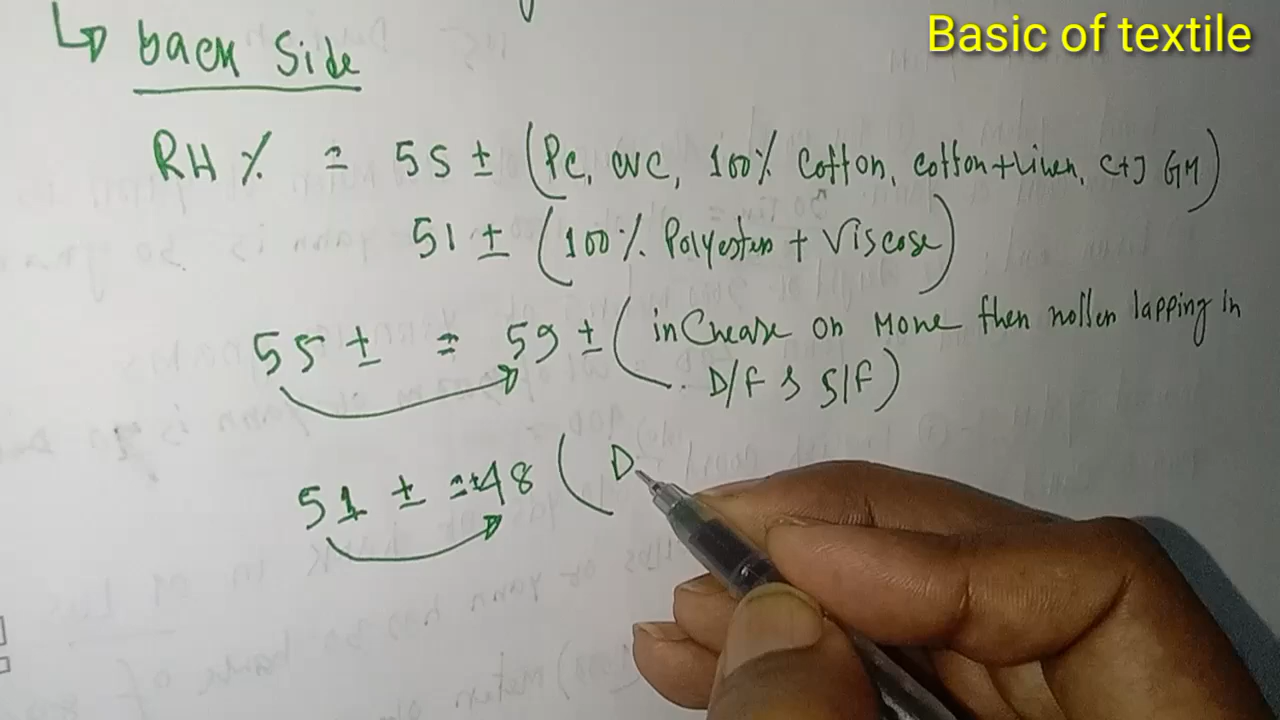 Basic of textile
↳ back Side
RH % = 55 ± (PC, CVC, 100% Cotton, Cotton+Linen, C+J GM)
51 ± (100% Polyester + Viscose)
55 ± = 59 ± (increase on more then roller lapping in
D/F & S/F)
51 ± = 48 ( D